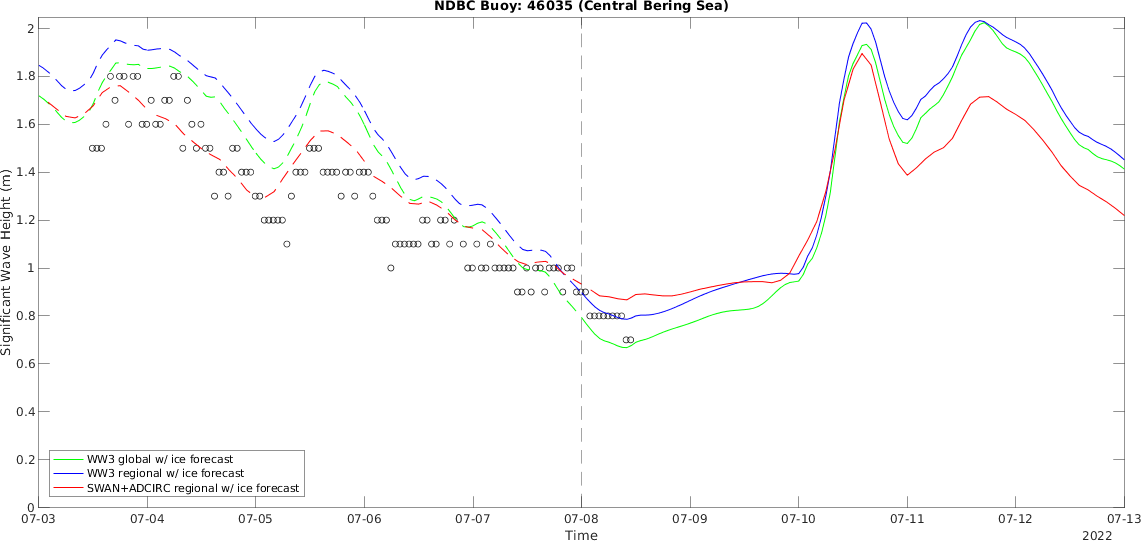 NDBC Buoy: 46035 (Central Bering Sea)
2
1.8
1.6
1.4
1.2
1
0.8
0.6
0.4
0.2
0
Significant Wave Height (m)
WW3 global w/ ice forecast
WW3 regional w/ ice forecast
SWAN+ADCIRC regional w/ ice forecast
07-03 07-04 07-05 07-06 07-07 07-08 07-09 07-10 07-11 07-12 07-13
Time
2022